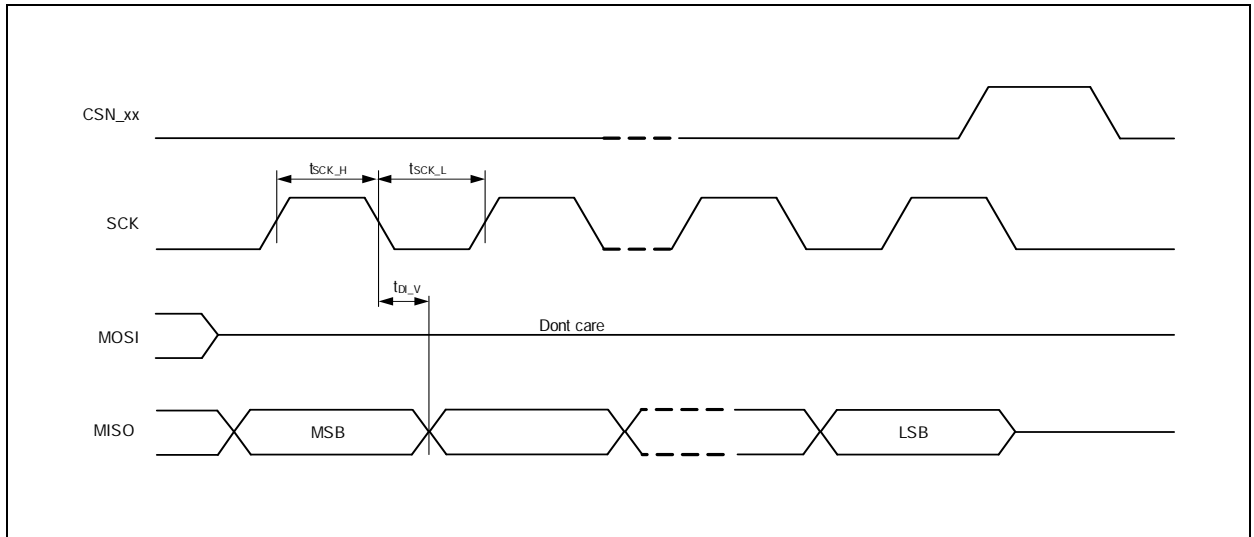 CSN_xx
tSCK_H
tSCK_L
SCK
tDI_V
MOSI
Dont care
MISO
MSB
LSB